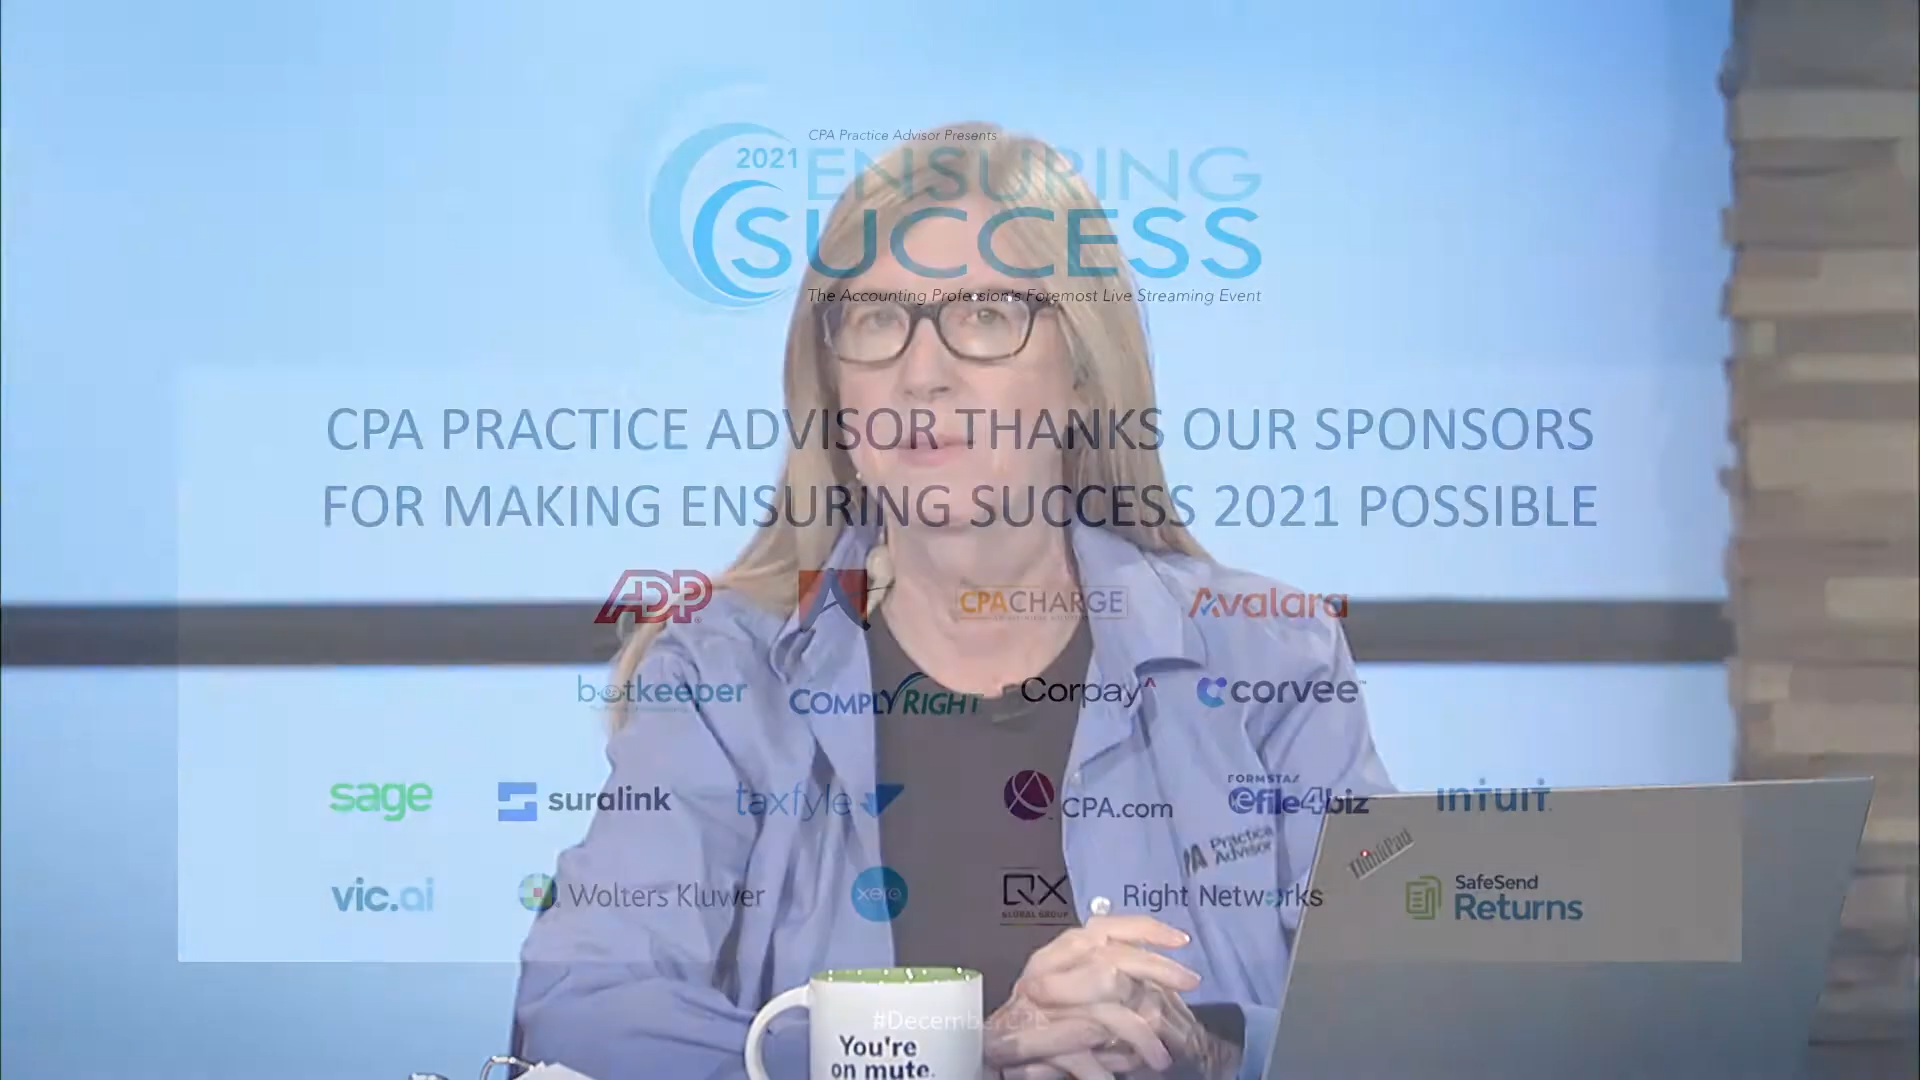 CPA Practice Advisor Presents
2021 ENSURING
SUCCESS
The Accounting Profession's Foremost Live Streaming Event
CPA PRACTICE ADVISOR THANKS OUR SPONSORS
FOR MAKING ENSURING SUCCESS 2021 POSSIBLE
ADP
CPACHARGE
Avalara
botkeeper
COMPLYRIGHT
Corpay^
corvee
sage
suralink
taxfyle
CPA.com
FORMSTAX
efile4biz
intuit
Practice
Advisor
ThinkPad
vic.ai
Wolters Kluwer
xero
QX
GLOBAL GROUP
Right Networks
SafeSend
Returns
#DecemberCPE
You're
on mute.